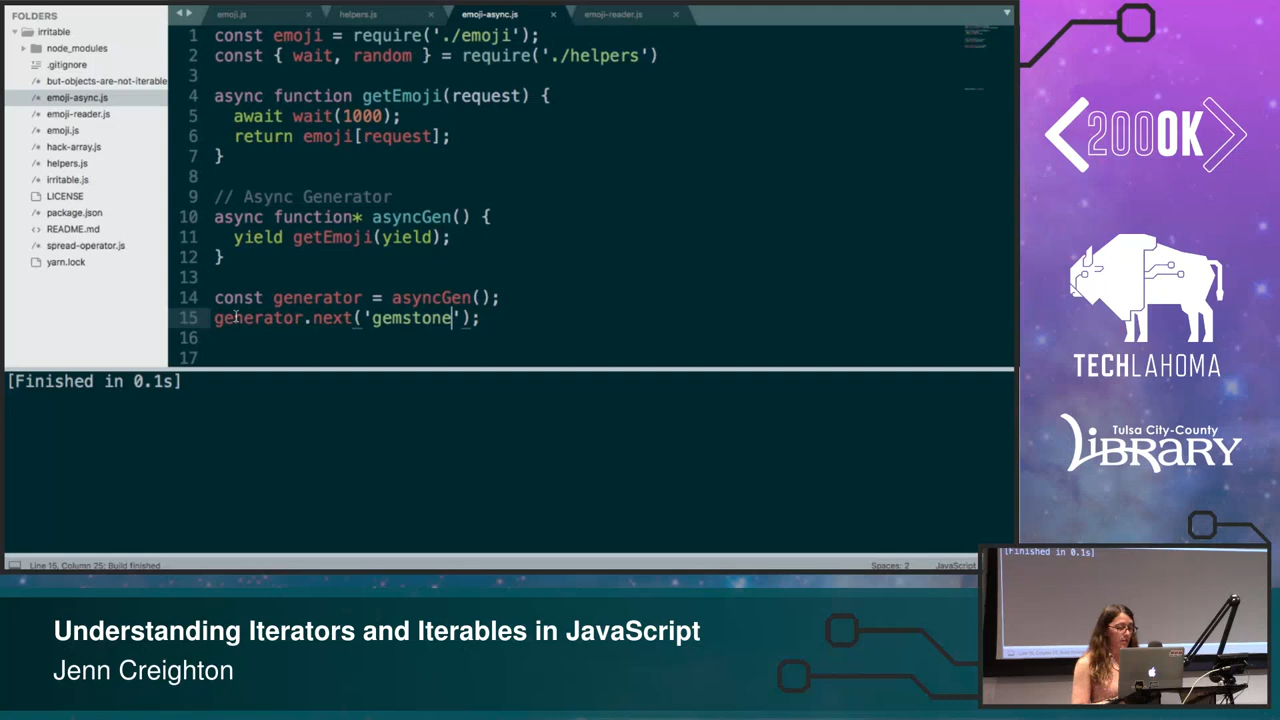 FOLDERS
irritable
node_modules
.gitignore
but-objects-are-not-iterable
emoji-async.js
emoji-reader.js
emoji.js
hack-array.js
helpers.js
irritable.js
LICENSE
package.json
README.md
spread-operator.js
yarn.lock
emoji.js
helpers.js
emoji-async.js
emoji-reader.js
1 const emoji = require('./emoji');
2 const { wait, random } = require('./helpers')
3
4 async function getEmoji(request) {
5 await wait(1000);
6 return emoji[request];
7 }
8
9 // Async Generator
10 async function* asyncGen() {
11 yield getEmoji(yield);
12 }
13
14 const generator = asyncGen();
15 generator.next('gemstone');
16
17
[Finished in 0.1s]
Line 15, Column 25; Build finished
Spaces: 2
JavaScript
<200OK>
TECHLAHOMA
Tulsa City-County
LIBRARY
[Finished in 0.1s]
Understanding Iterators and Iterables in JavaScript
Jenn Creighton